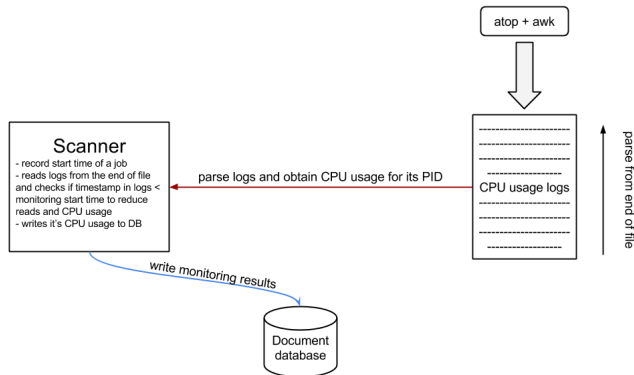 atop + awk
Scanner
- record start time of a job
- reads logs from the end of file
and checks if timestamp in logs <
monitoring start time to reduce
reads and CPU usage
- writes it's CPU usage to DB
parse logs and obtain CPU usage for its PID
CPU usage logs
parse from end of file
write monitoring results
Document
database